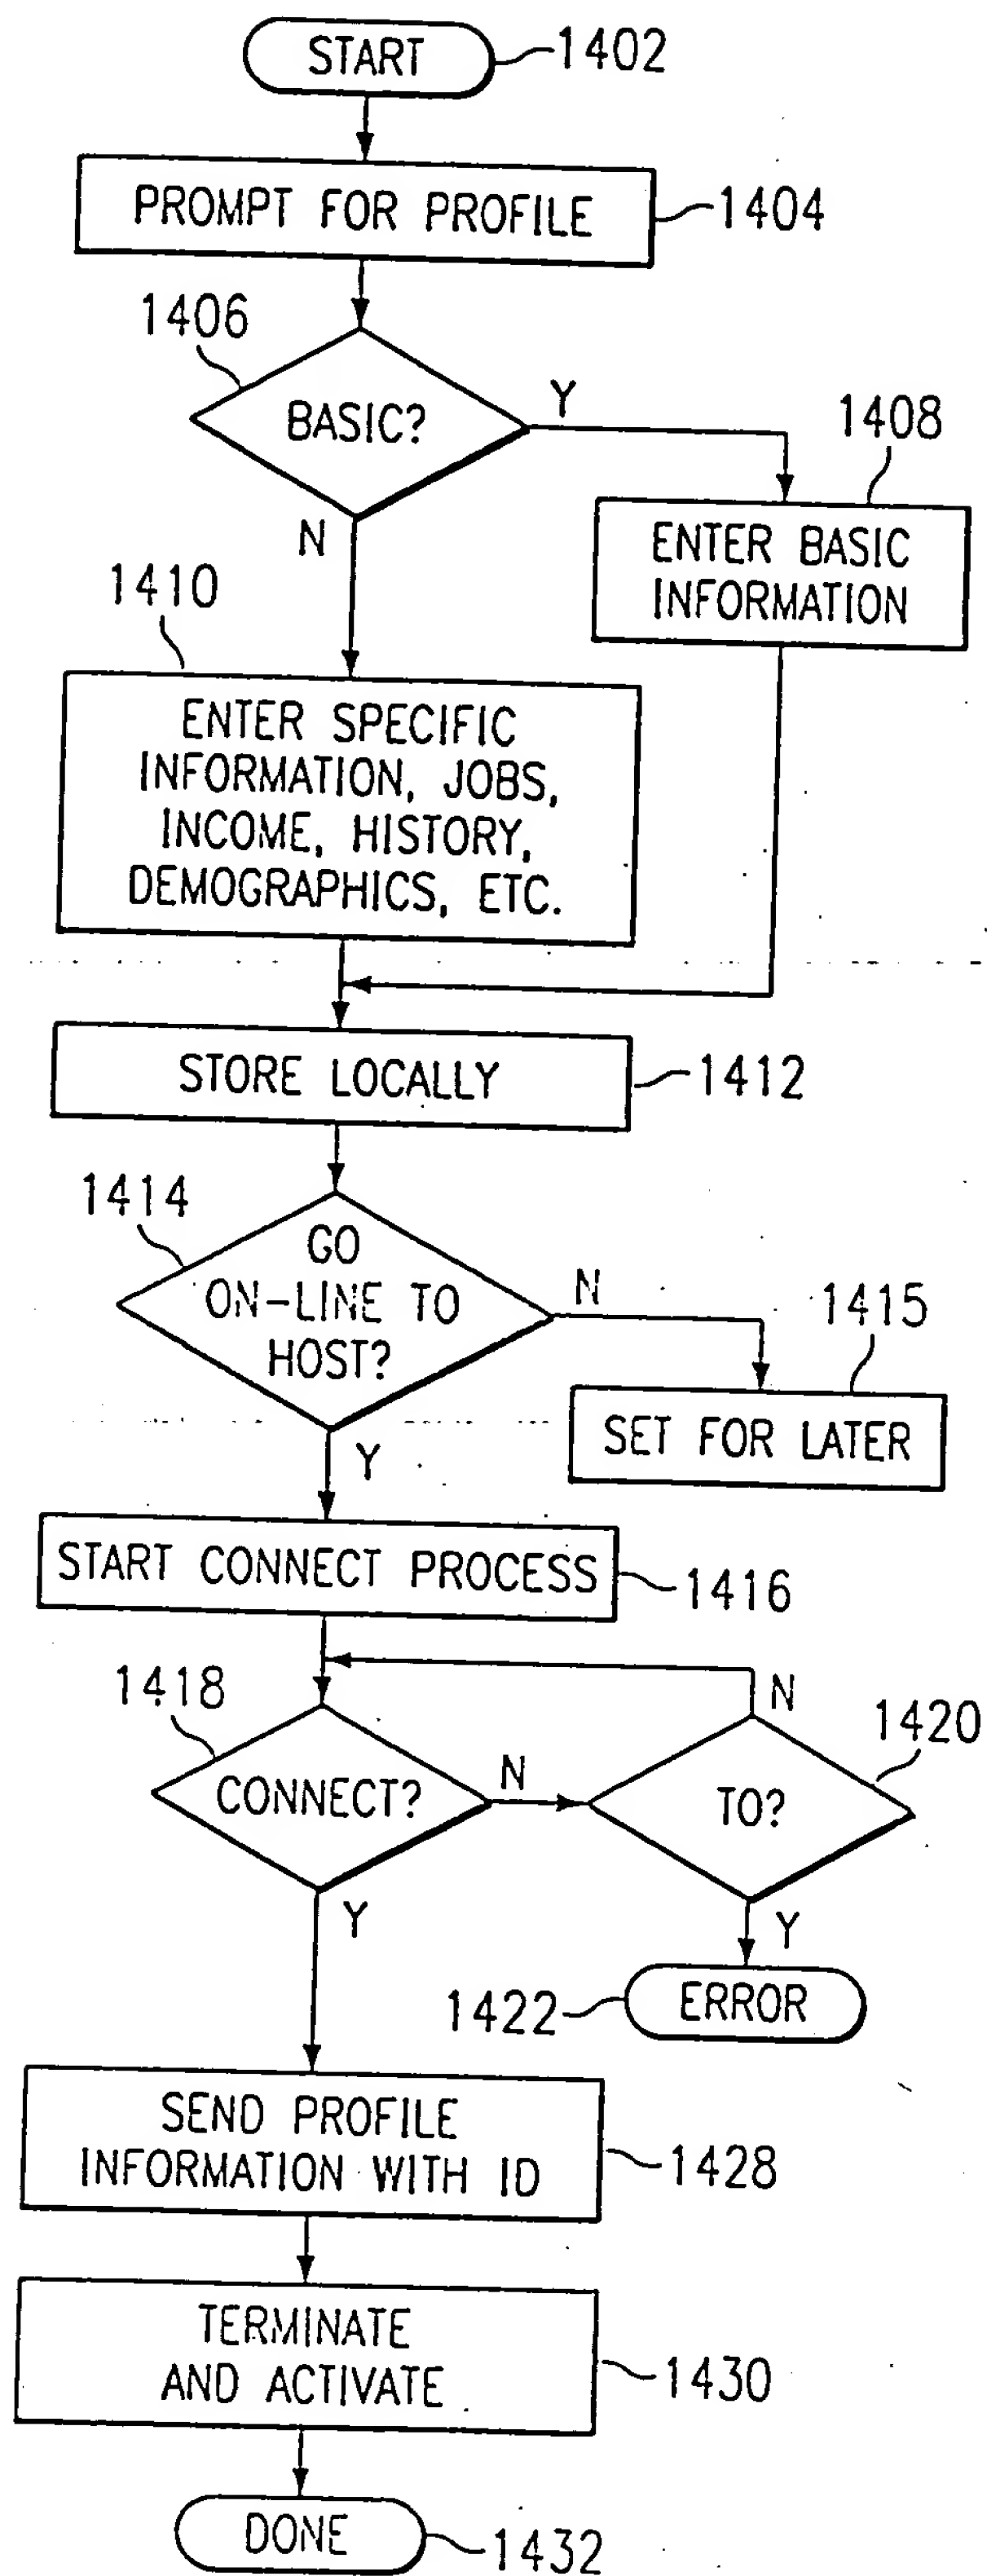 START
1402
PROMPT FOR PROFILE
1404
1406
BASIC?
Y
N
1408
ENTER BASIC
INFORMATION
1410
ENTER SPECIFIC
INFORMATION, JOBS,
INCOME, HISTORY,
DEMOGRAPHICS, ETC.
STORE LOCALLY
1412
1414
GO
ON-LINE TO
HOST?
N
1415
SET FOR LATER
Y
START CONNECT PROCESS
1416
1418
CONNECT?
N
N
1420
TO?
Y
Y
1422
ERROR
SEND PROFILE
INFORMATION WITH ID
1428
TERMINATE
AND ACTIVATE
1430
DONE
1432